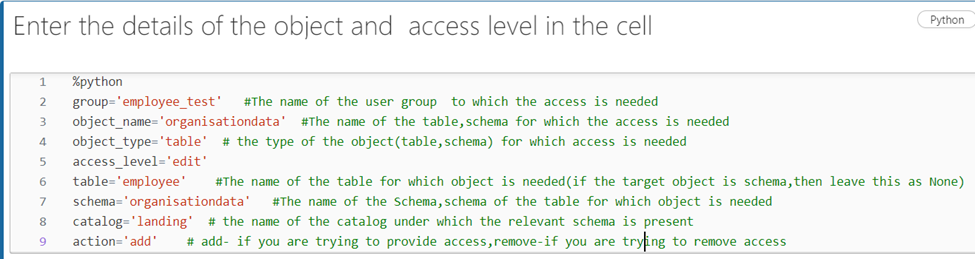 Enter the details of the object and access level in the cell
Python
1 %python
2 group='employee_test' #The name of the user group to which the access is needed
3 object_name='organisationdata' #The name of the table,schema for which the access is needed
4 object_type='table' # the type of the object(table,schema) for which access is needed
5 access_level='edit'
6 table='employee' #The name of the table for which object is needed(if the target object is schema,then leave this as None)
7 schema='organisationdata' #The name of the Schema,schema of the table for which object is needed
8 catalog='landing' # the name of the catalog under which the relevant schema is present
9 action='add' # add- if you are trying to provide access,remove-if you are trying to remove access